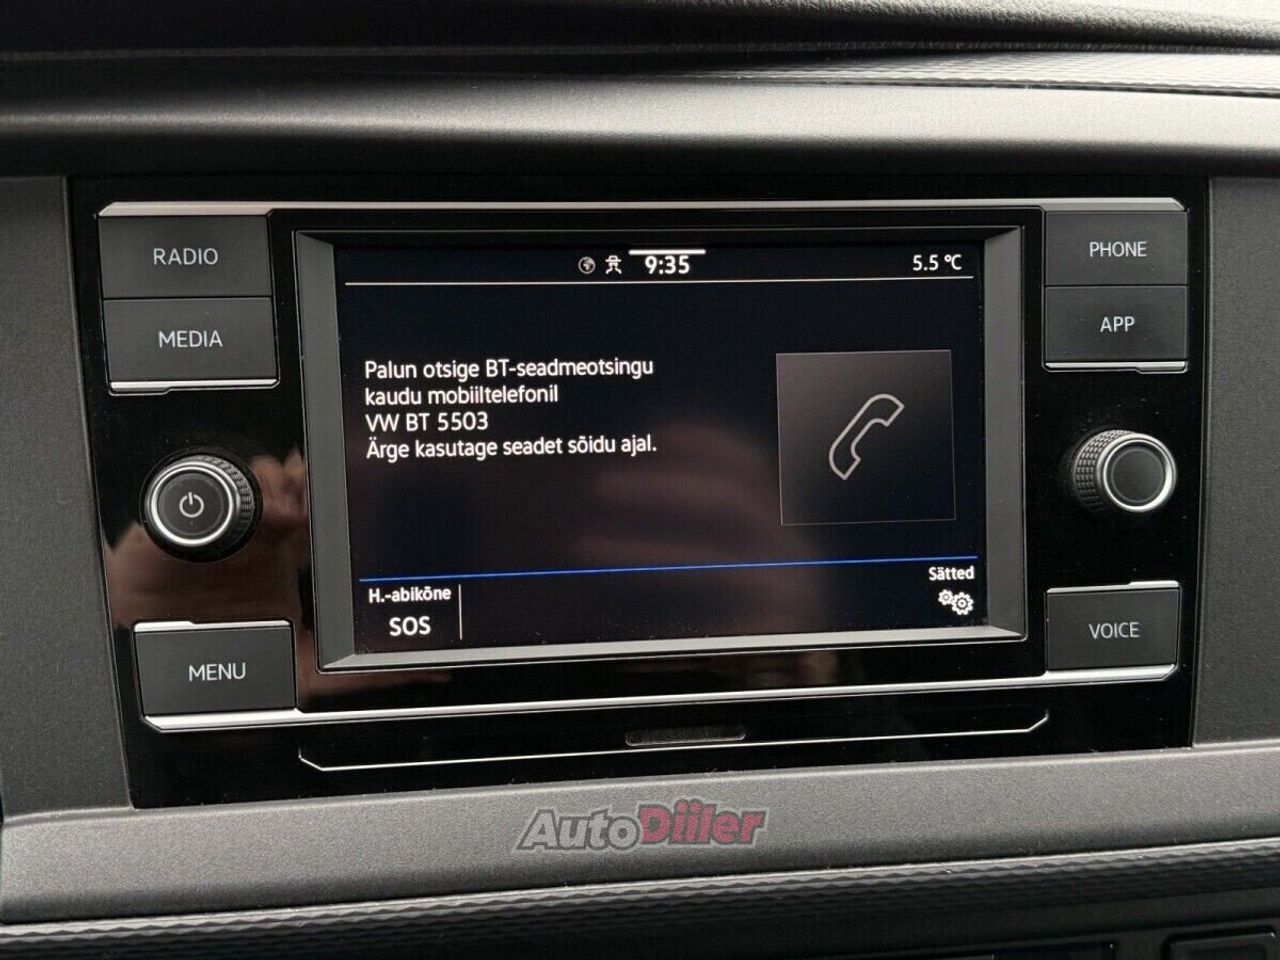 RADIO
MEDIA
MENU
9:35
5.5 °C
Palun otsige BT-seadmeotsingu
kaudu mobiiltelefonil
VW BT 5503
Ärge kasutage seadet sõidu ajal.
H.-abikõne
SOS
Sätted
PHONE
APP
VOICE
AutoDiiler